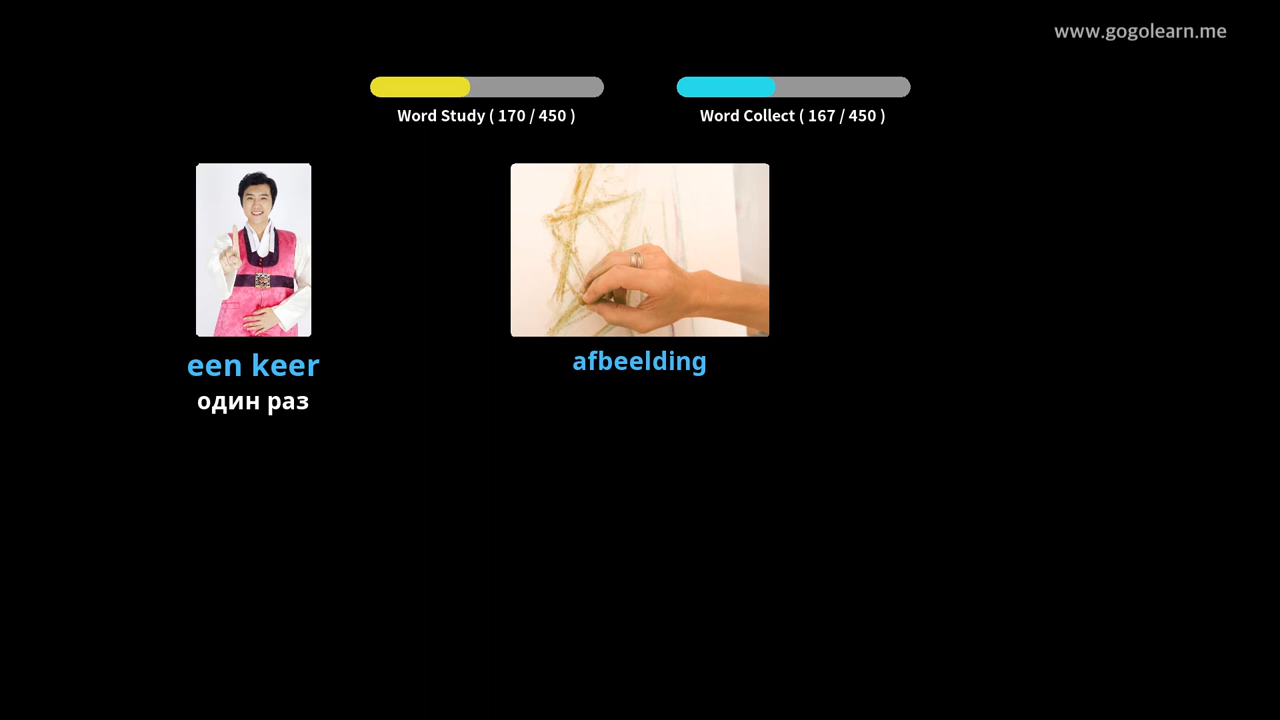 www.gogolearn.me
Word Study ( 170 / 450 )
Word Collect ( 167 / 450 )
een keer
один раз
afbeelding